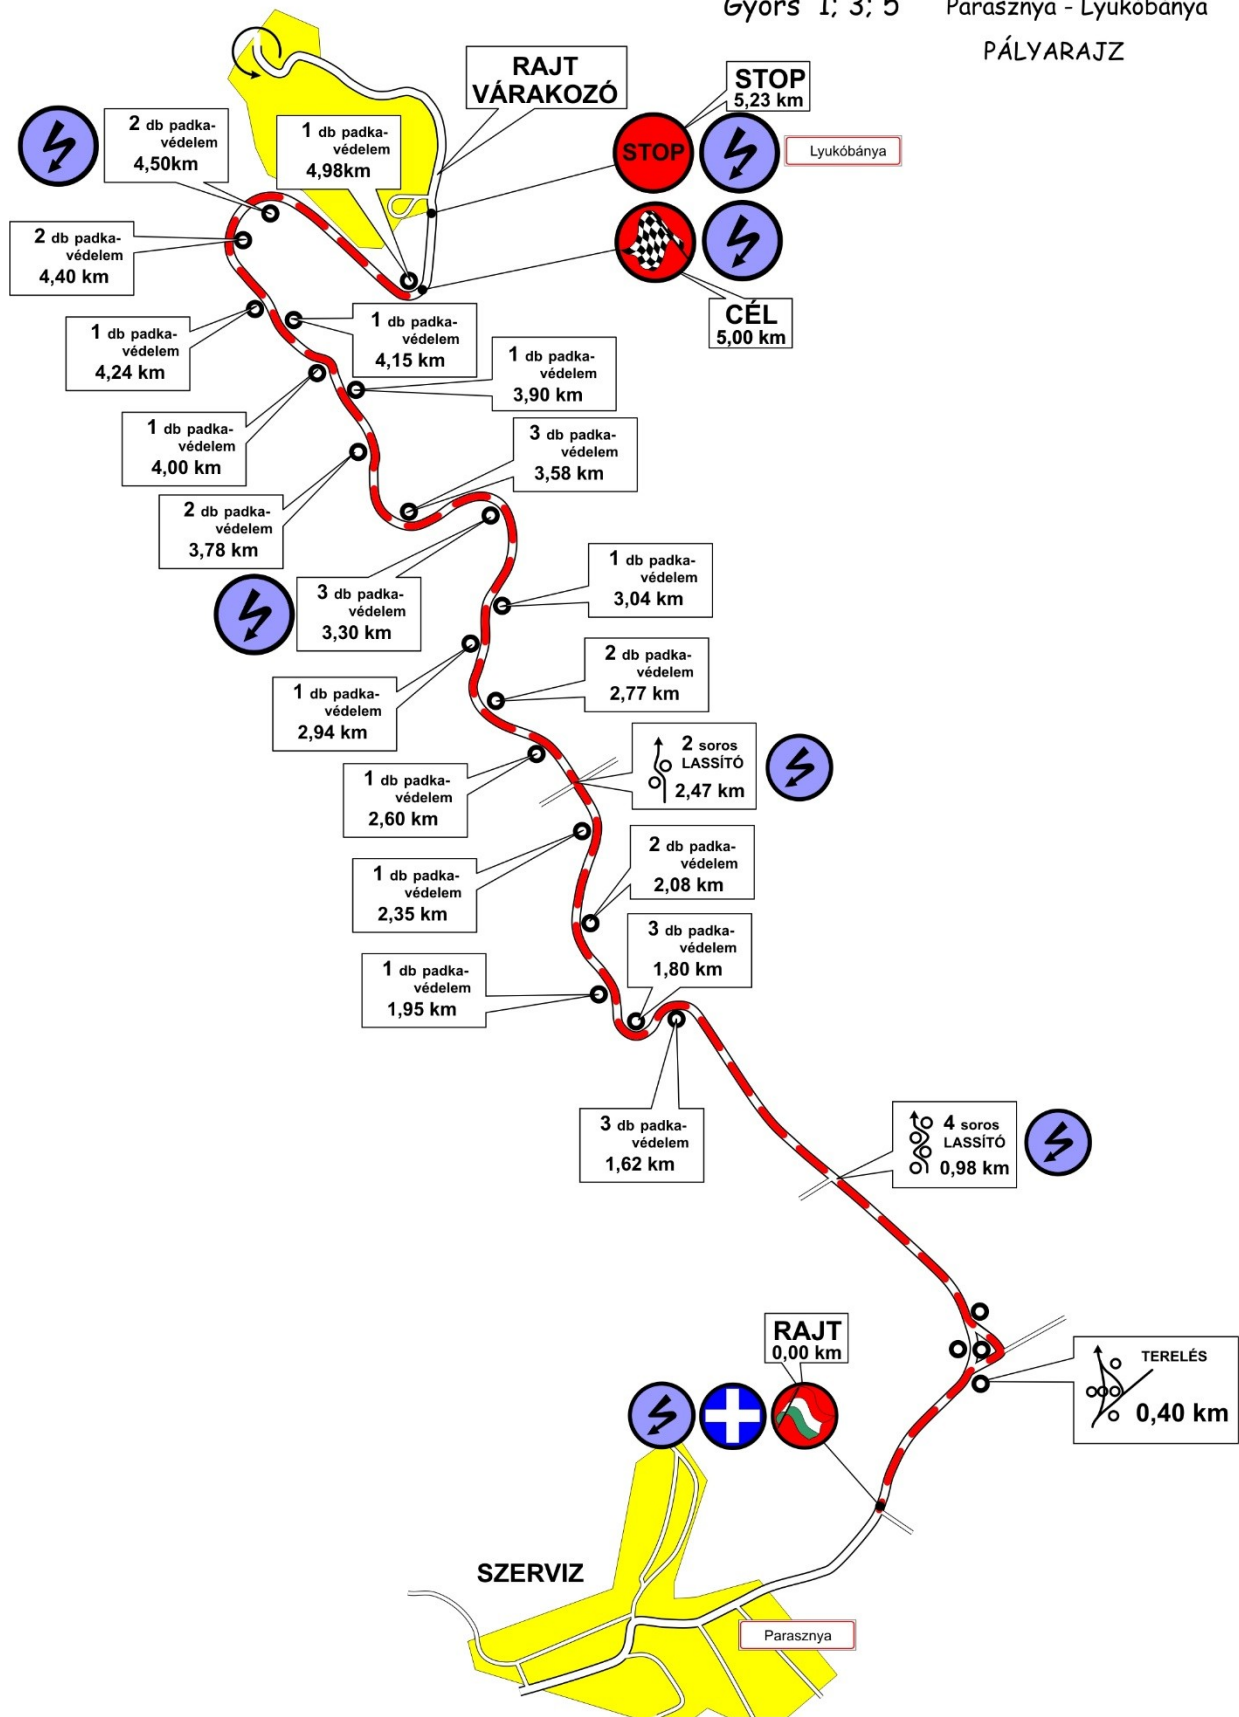 Gyors 1; 3; 5 Parasznya - Lyukóbánya
PÁLYARAJZ
RAJT
VÁRAKOZÓ
STOP
5,23 km
2 db padka-
védelem
4,50km
1 db padka-
védelem
4,98km
STOP
Lyukóbánya
2 db padka-
védelem
4,40 km
CÉL
5,00 km
1 db padka-
védelem
4,24 km
1 db padka-
védelem
4,15 km
1 db padka-
védelem
3,90 km
1 db padka-
védelem
4,00 km
3 db padka-
védelem
3,58 km
2 db padka-
védelem
3,78 km
1 db padka-
védelem
3,04 km
3 db padka-
védelem
3,30 km
2 db padka-
védelem
2,77 km
1 db padka-
védelem
2,94 km
2 soros
LASSÍTÓ
2,47 km
1 db padka-
védelem
2,60 km
2 db padka-
védelem
2,08 km
1 db padka-
védelem
2,35 km
3 db padka-
védelem
1,80 km
1 db padka-
védelem
1,95 km
3 db padka-
védelem
1,62 km
4 soros
LASSÍTÓ
0,98 km
RAJT
0,00 km
TERELÉS
0,40 km
SZERVIZ
Parasznya